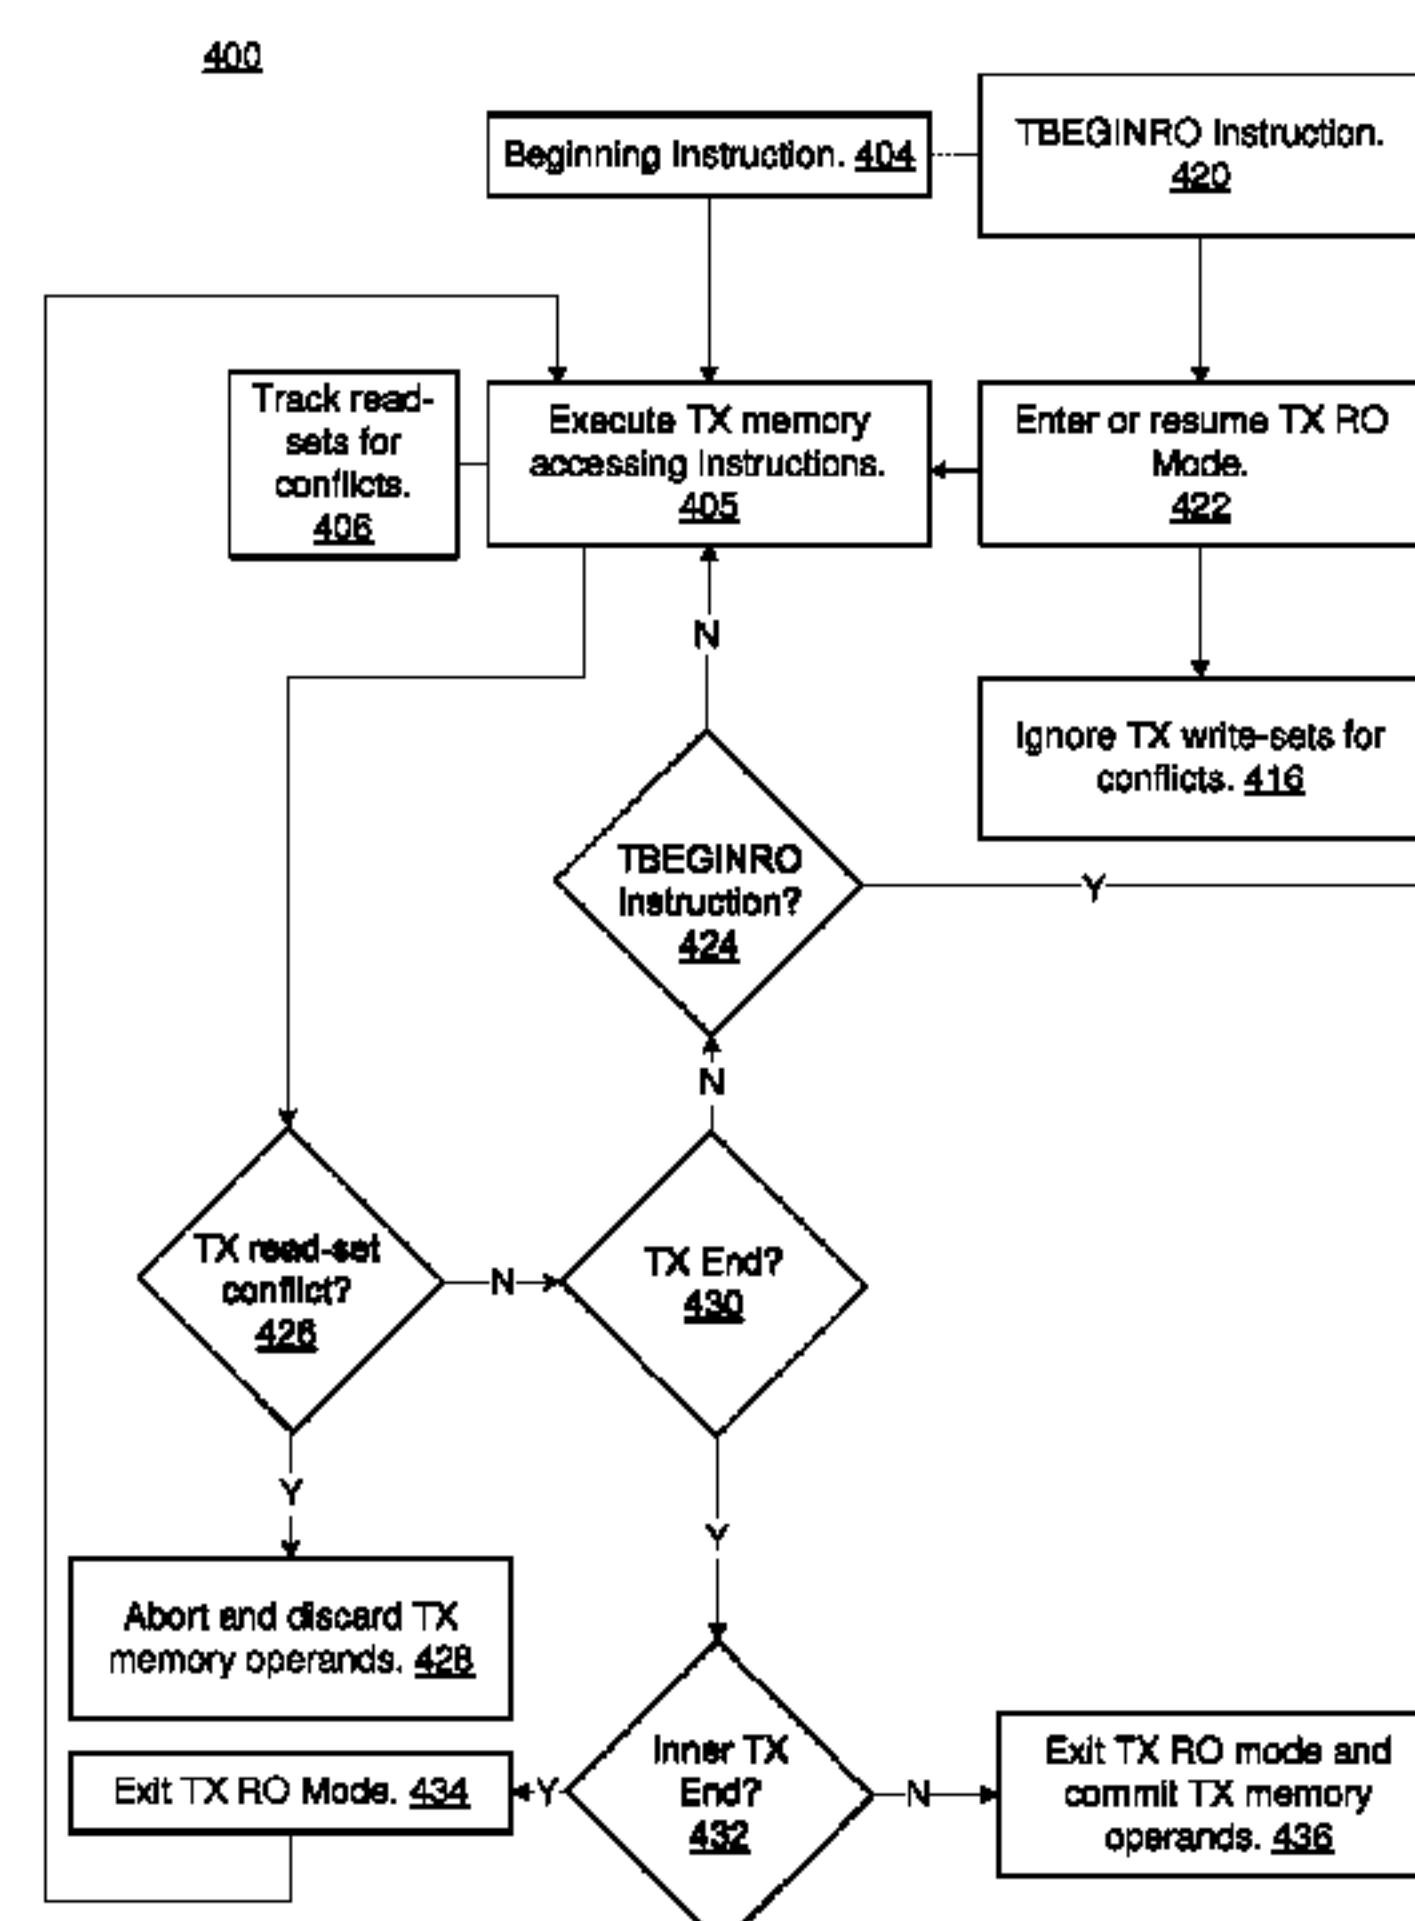 400
Beginning Instruction. 404
TBEGINRO Instruction.
420
Track read-
sets for
conflicts.
406
Execute TX memory
accessing Instructions.
405
Enter or resume TX RO
Mode.
422
N
Ignore TX write-sets for
conflicts. 416
TBEGINRO
Instruction?
424
Y
N
TX read-set
conflict?
426
N
TX End?
430
Y
Y
Abort and discard TX
memory operands. 428
Inner TX
End?
432
Exit TX RO Mode. 434
Y
N
Exit TX RO mode and
commit TX memory
operands. 436